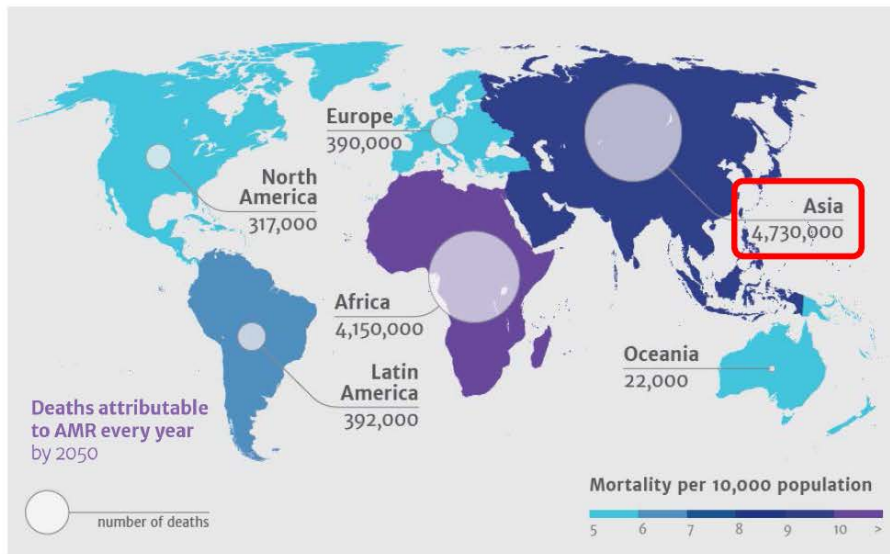 Europe
390,000
North
America
317,000
Asia
4,730,000
Africa
4,150,000
Oceania
22,000
Latin
America
392,000
Deaths attributable
to AMR every year
by 2050
number of deaths
Mortality per 10,000 population
5 6 7 8 9 10 >